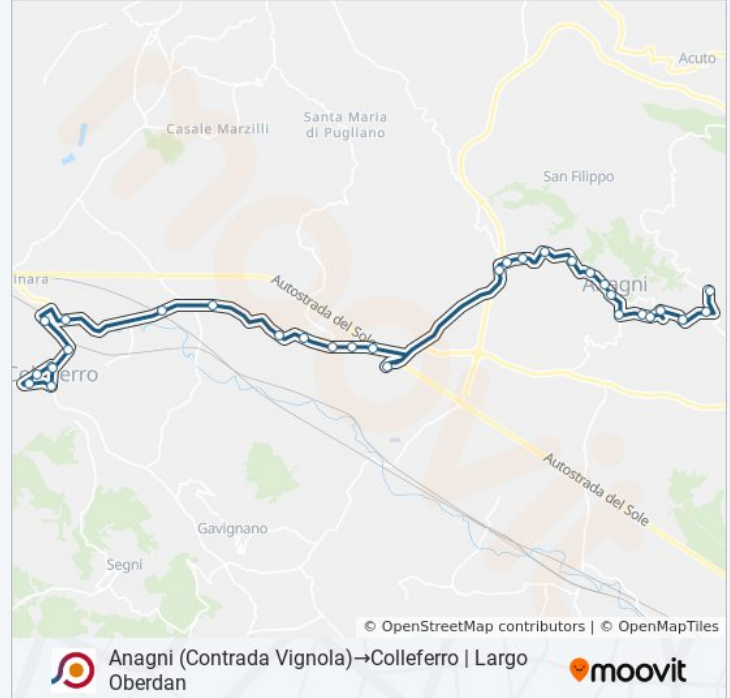 Acuto
Santa Maria
di Pugliano
Casale Marzilli
San Filippo
inara
Autostrada del Sole
Anagni
Colleferro
Autostrada del Sole
Gavignano
Segni
moovit
© OpenStreetMap contributors | © OpenMapTiles
Anagni (Contrada Vignola)→Colleferro | Largo
Oberdan
moovit